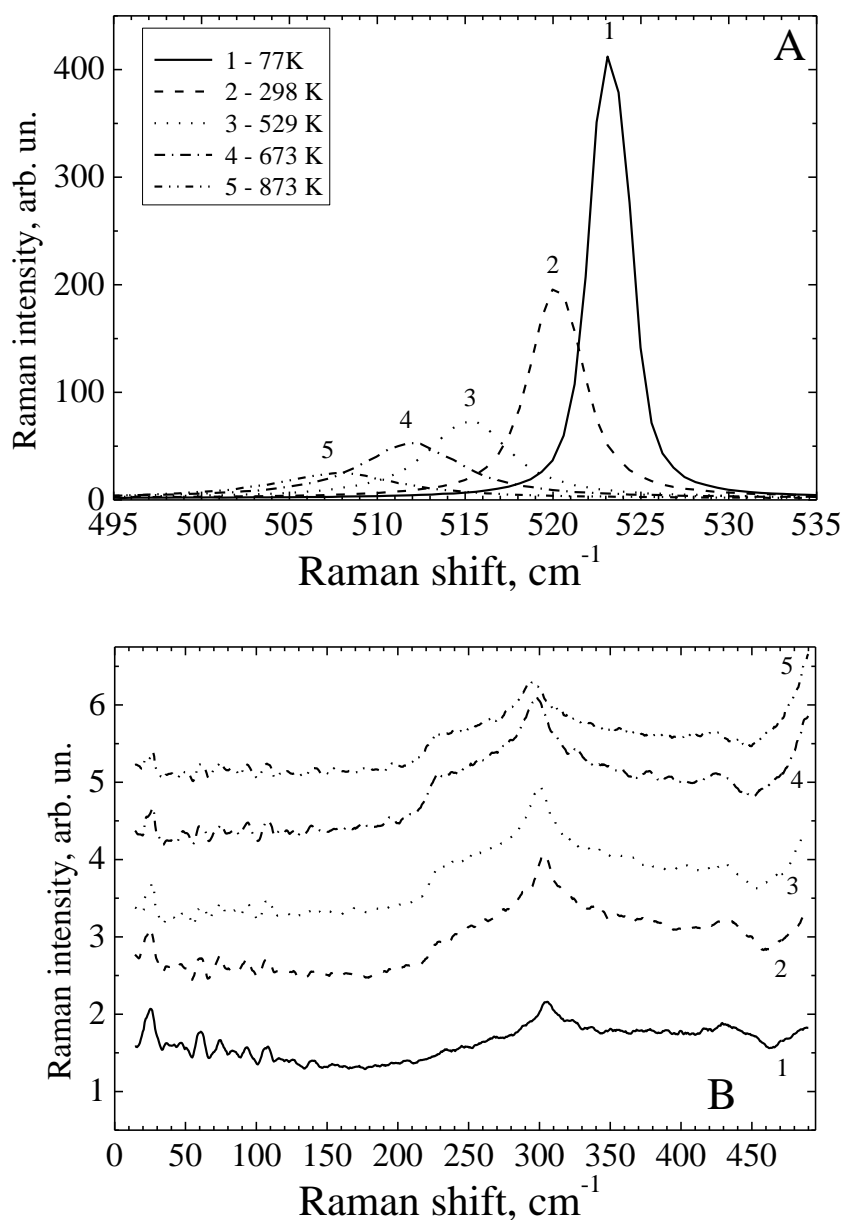 1
A
1 - 77K
2 - 298 K
3 - 529 K
4 - 673 K
5 - 873 K
400
300
200
100
0
2
3
4
5
Raman intensity, arb. un.
495 500 505 510 515 520 525 530 535
Raman shift, cm-1
6
5
4
3
2
1
5
4
3
2
1
B
Raman intensity, arb. un.
0 50 100 150 200 250 300 350 400 450
Raman shift, cm-1